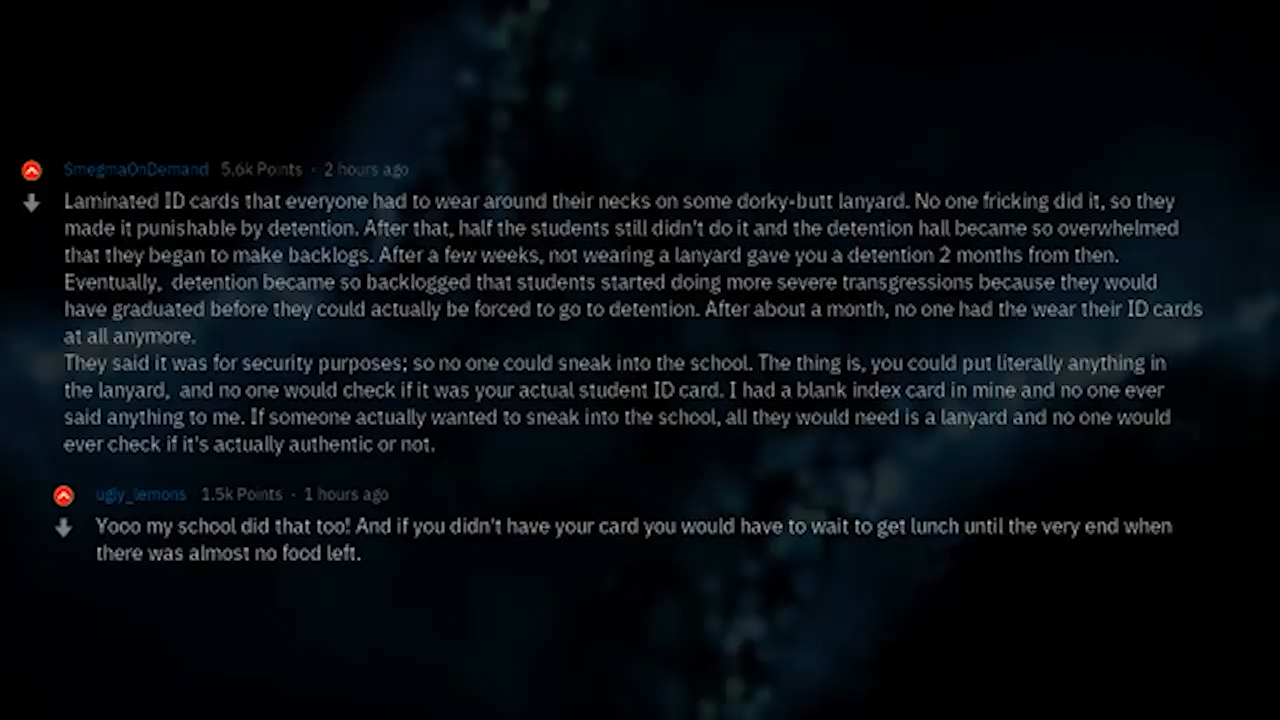 SmegmaOnDemand 5.6k Points · 2 hours ago
Laminated ID cards that everyone had to wear around their necks on some dorky-butt lanyard. No one fricking did it, so they
made it punishable by detention. After that, half the students still didn't do it and the detention hall became so overwhelmed
that they began to make backlogs. After a few weeks, not wearing a lanyard gave you a detention 2 months from then.
Eventually, detention became so backlogged that students started doing more severe transgressions because they would
have graduated before they could actually be forced to go to detention. After about a month, no one had the wear their ID cards
at all anymore.
They said it was for security purposes; so no one could sneak into the school. The thing is, you could put literally anything in
the lanyard, and no one would check if it was your actual student ID card. I had a blank index card in mine and no one ever
said anything to me. If someone actually wanted to sneak into the school, all they would need is a lanyard and no one would
ever check if it's actually authentic or not.
ugly_lemons 1.5k Points · 1 hours ago
Yooo my school did that too! And if you didn't have your card you would have to wait to get lunch until the very end when
there was almost no food left.